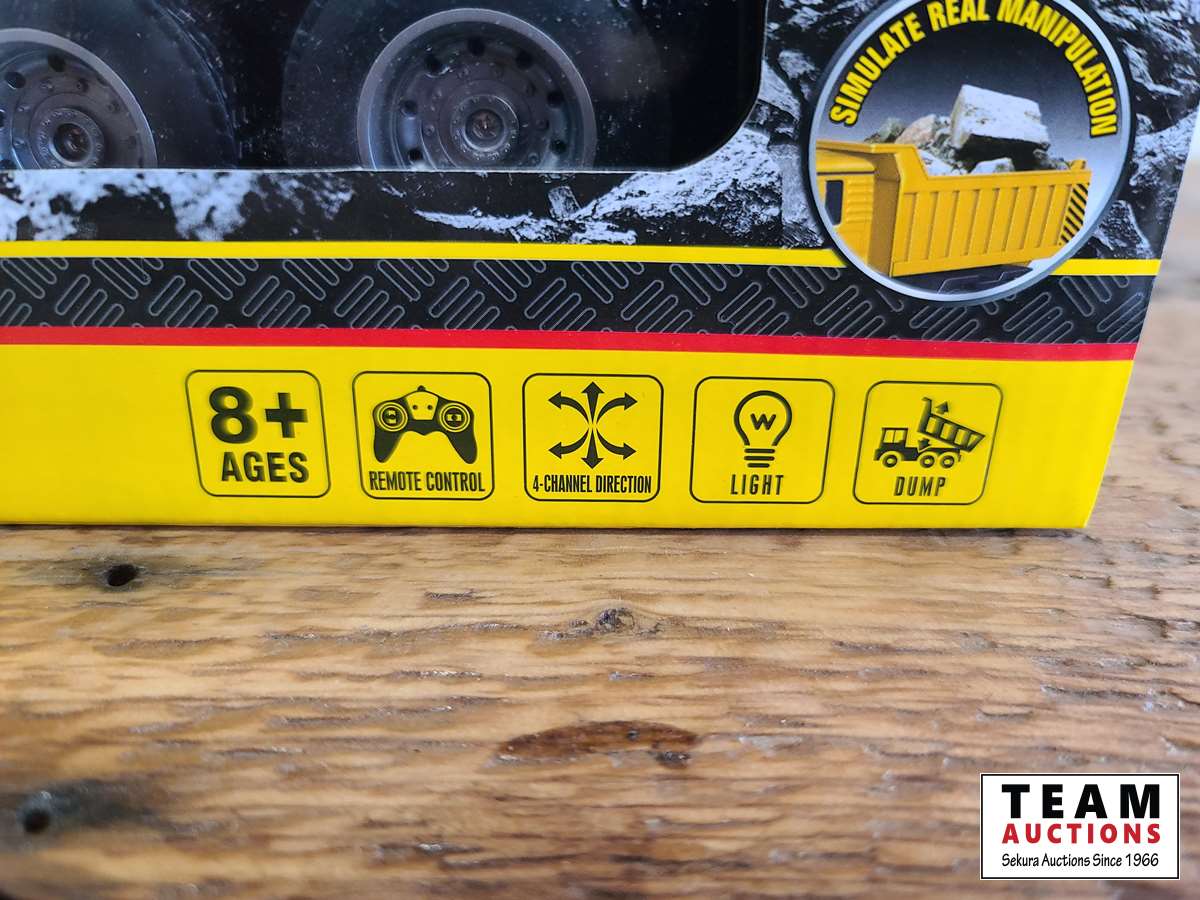 SIMULATE REAL MANIPULATION
8+
AGES
REMOTE CONTROL
4-CHANNEL DIRECTION
W
LIGHT
DUMP
TEAM
AUCTIONS
Sekura Auctions Since 1966